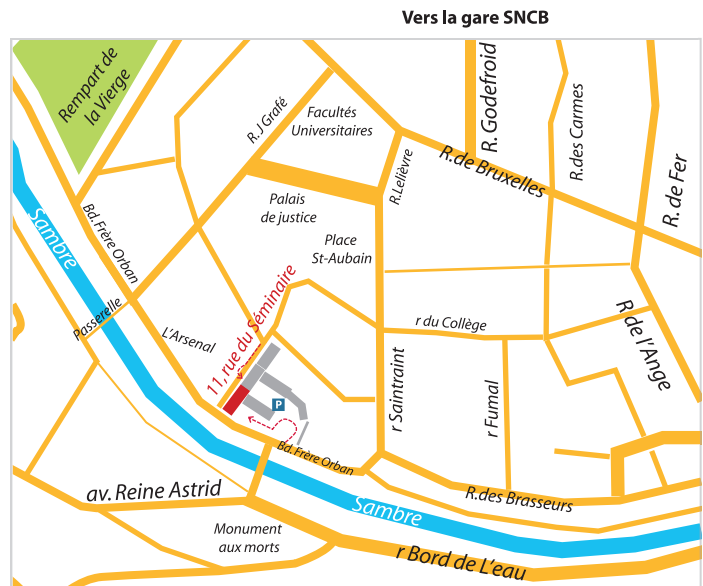 Vers la gare SNCB
Rempart de
la Vierge
R. J Grafé
Facultés
Universitaires
R. Godefroid
R.des Carmes
R. de Fer
R.de Bruxelles
R.Lelièvre
Palais
de justice
Place
St-Aubain
Sambre
Bd. Frère Orban
Passerelle
L'Arsenal
11, rue du Séminaire
r du Collège
R de l'Ange
r Saintraint
r Fumal
P
Bd. Frère Orban
av. Reine Astrid
R.des Brasseurs
Sambre
Monument
aux morts
r Bord de L'eau